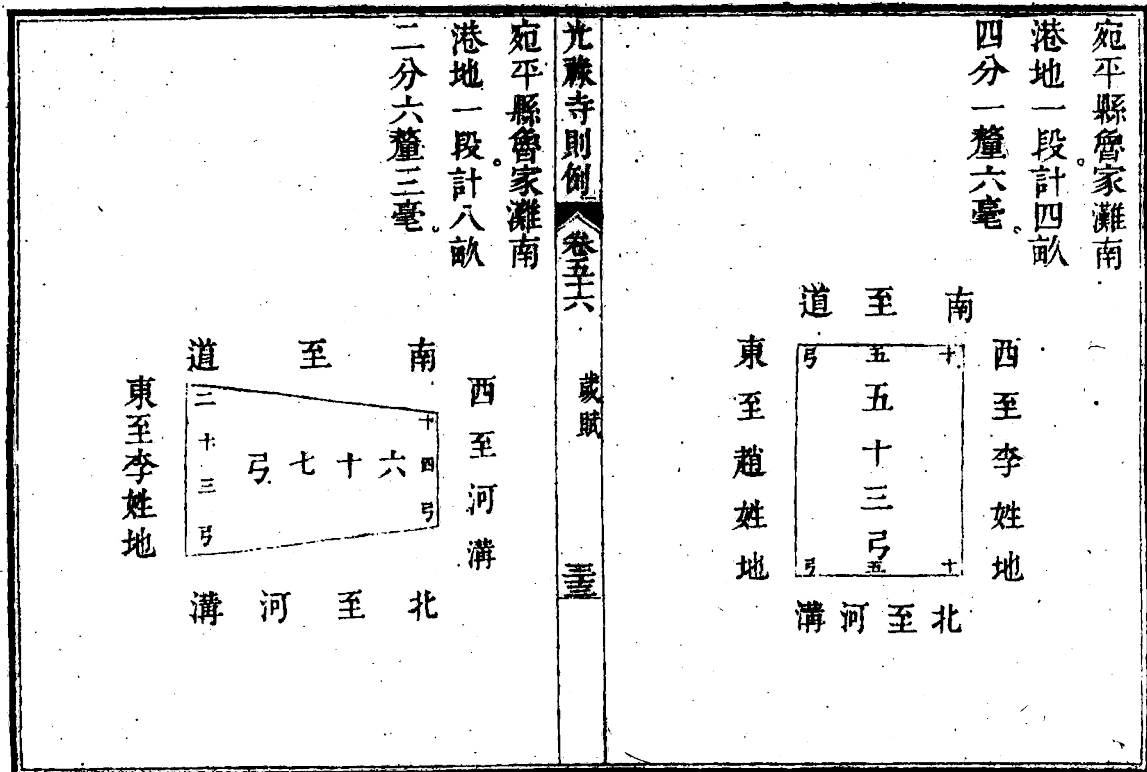 宛平縣魯家灘南
港地一段計四畝
四分一釐六毫
南至道
西至李姓地
十五弓
五十三弓
十五弓
東至趙姓地
北至河溝
光祿寺則例
卷五十六
歲賦
宛平縣魯家灘南
港地一段計八畝
二分六釐三毫
南至道
西至河溝
十四弓
六十七弓
二十三弓
東至李姓地
北至河溝